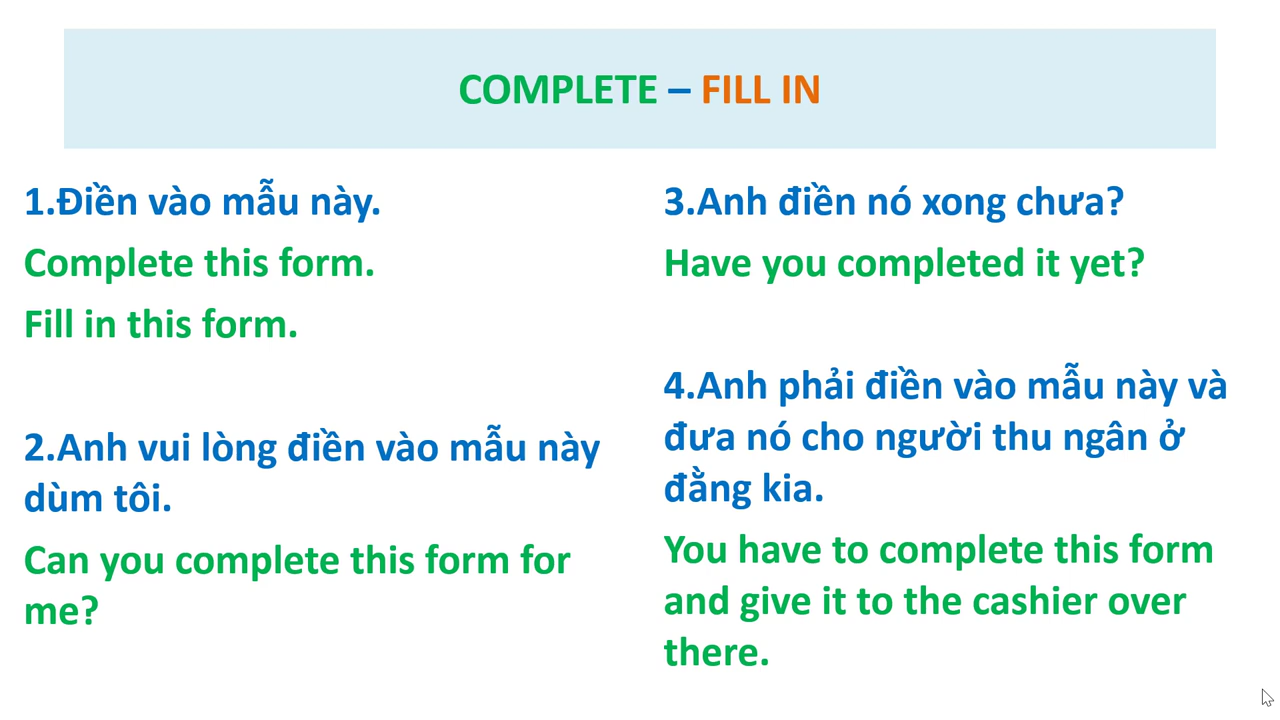 COMPLETE – FILL IN
1.Điền vào mẫu này.
Complete this form.
Fill in this form.
2.Anh vui lòng điền vào mẫu này
dùm tôi.
Can you complete this form for
me?
3.Anh điền nó xong chưa?
Have you completed it yet?
4.Anh phải điền vào mẫu này và
đưa nó cho người thu ngân ở
đằng kia.
You have to complete this form
and give it to the cashier over
there.